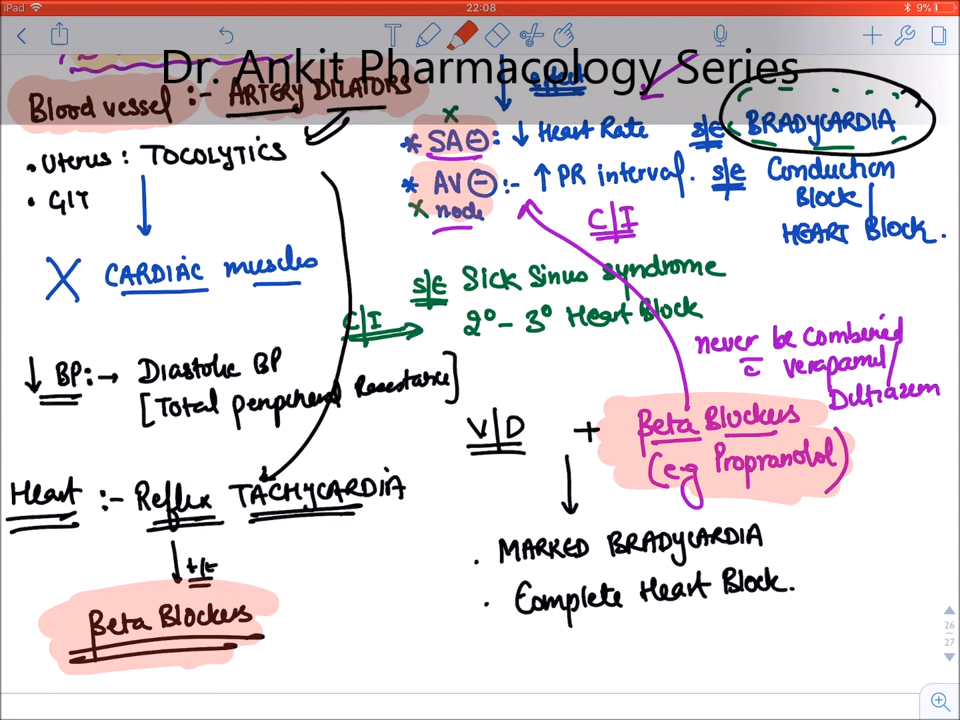 iPad
22:08
9%
T
Dr. Ankit Pharmacology Series
Blood vessel :- ARTERY DILATORS
• Uterus : TOCOLYTICS
• GIT
X CARDIAC muscles
↓ BP:→ Diastolic BP
[Total peripheral Resistance]
Heart :- Reflex TACHYCARDIA
t/t
Beta Blockers
x
* SA ⊖: ↓ Heart Rate s/e BRADYCARDIA
* AV ⊖:- ↑ PR interval. s/e Conduction
x node
Block
HEART Block.
C|I
s/e Sick Sinus syndrome
C|I
2° - 3° Heart Block
never be combined
c̄ verapamil/
Diltiazem
V|D + Beta Blockers
(eg Propranolol)
• MARKED BRADYCARDIA
• Complete Heart Block.
26
27